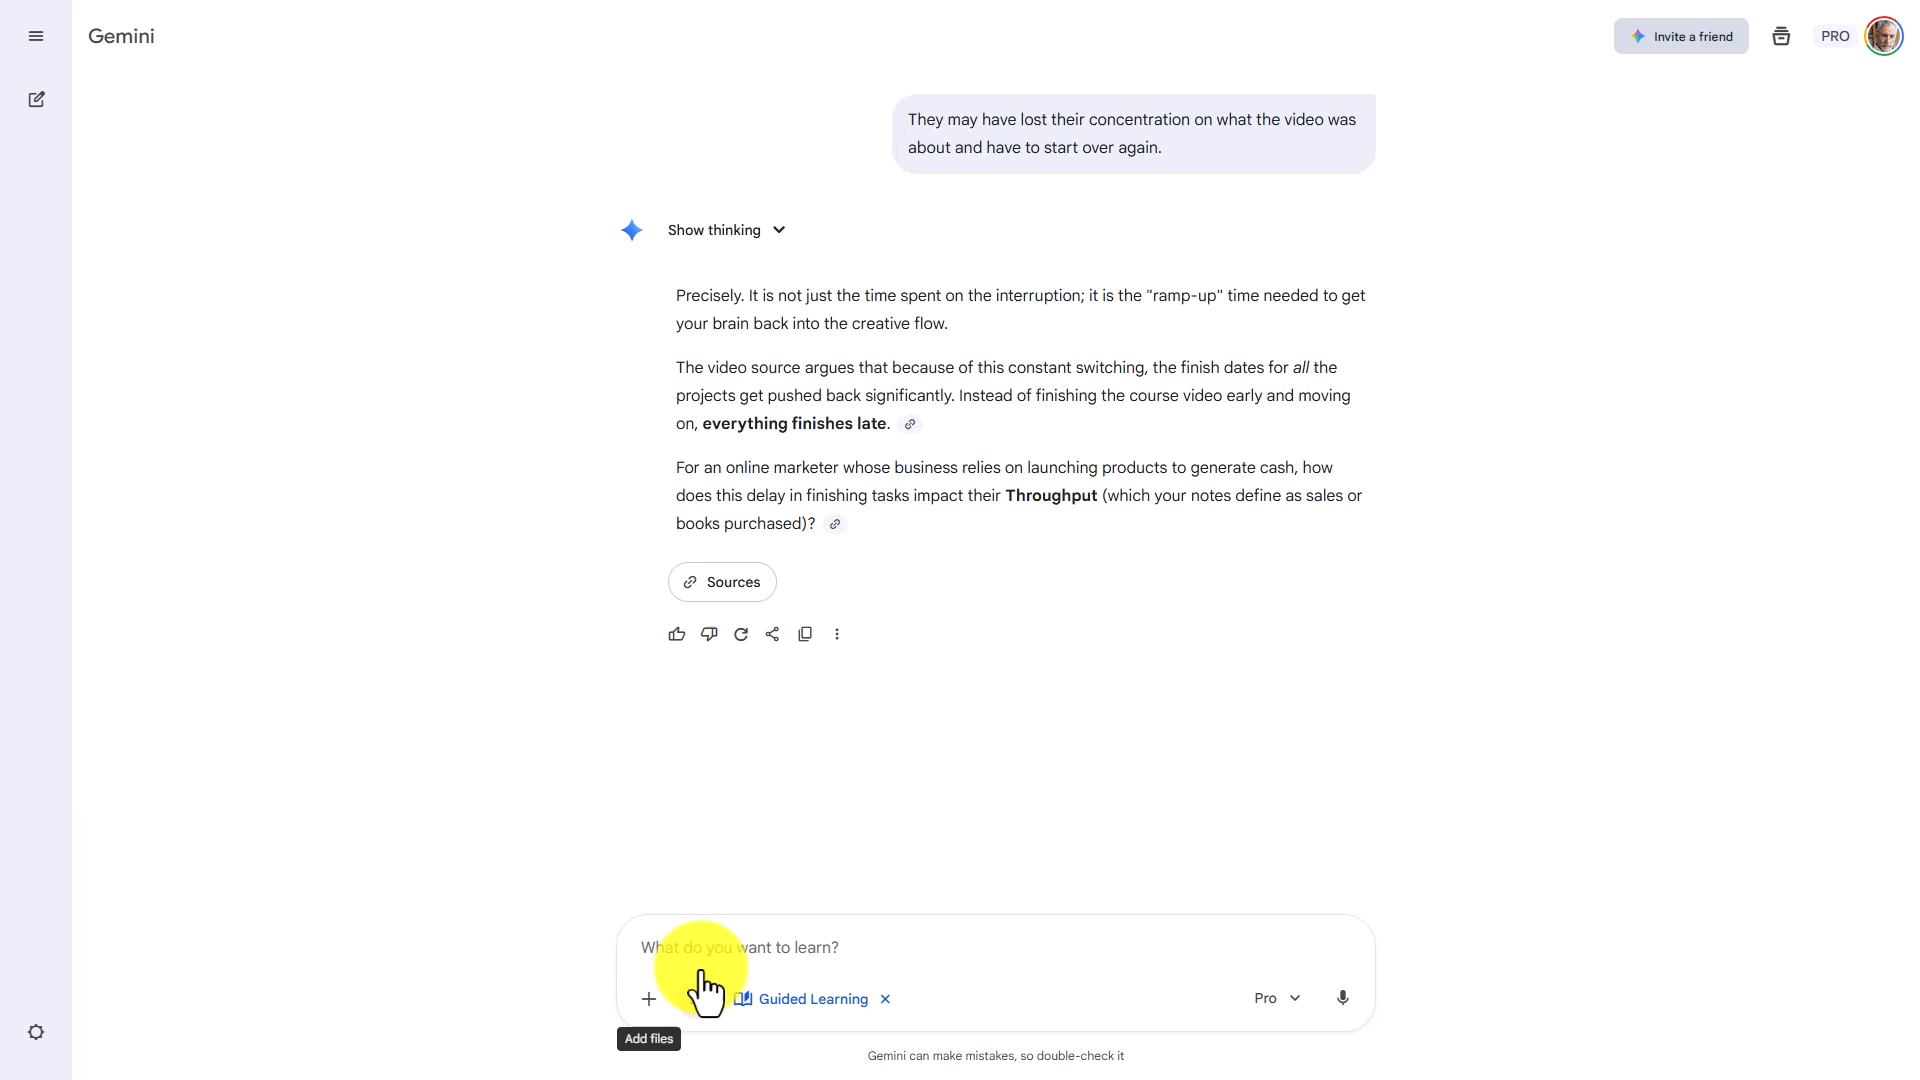 Gemini
Invite a friend
PRO
They may have lost their concentration on what the video was
about and have to start over again.
Show thinking
Precisely. It is not just the time spent on the interruption; it is the "ramp-up" time needed to get
your brain back into the creative flow.
The video source argues that because of this constant switching, the finish dates for all the
projects get pushed back significantly. Instead of finishing the course video early and moving
on, everything finishes late.
For an online marketer whose business relies on launching products to generate cash, how
does this delay in finishing tasks impact their Throughput (which your notes define as sales or
books purchased)?
Sources
What do you want to learn?
Guided Learning
Pro
Add files
Gemini can make mistakes, so double-check it